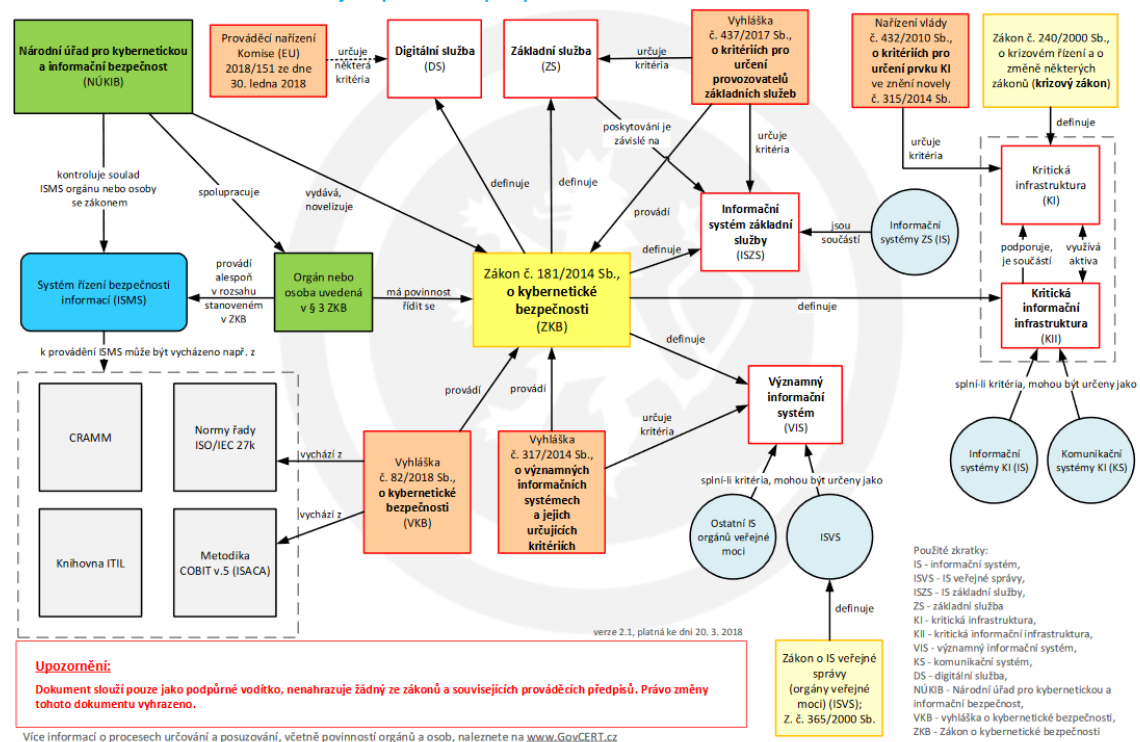 Národní úřad pro kybernetickou
a informační bezpečnost
(NÚKIB)
Prováděcí nařízení
Komise (EU)
2018/151 ze dne
30. ledna 2018
určuje
některá
kritéria
Digitální služba
(DS)
Základní služba
(ZS)
určuje
kritéria
Vyhláška
č. 437/2017 Sb.,
o kritériích pro
určení
provozovatelů
základních služeb
Nařízení vlády
č. 432/2010 Sb.,
o kritériích pro
určení prvku KI
ve znění novely
č. 315/2014 Sb.
Zákon č. 240/2000 Sb.,
o krizovém řízení a o
změně některých
zákonů (krizový zákon)
definuje
určuje
kritéria
poskytování je
závislé na
určuje
kritéria
kontroluje soulad
ISMS orgánu nebo osoby
se zákonem
spolupracuje
vydává,
novelizuje
definuje
definuje
provádí
Kritická
infrastruktura
(KI)
Informační
systém základní
služby
(ISZS)
jsou
součástí
Informační
systémy ZS (IS)
podporuje,
je součástí
využívá
aktiva
Systém řízení bezpečnosti
informací (ISMS)
provádí
alespoň
v rozsahu
stanoveném
v ZKB
Orgán nebo
osoba uvedená
v § 3 ZKB
má povinnost
řídit se
Zákon č. 181/2014 Sb.,
o kybernetické
bezpečnosti
(ZKB)
definuje
definuje
Kritická
informační
infrastruktura
(KII)
definuje
k provádění ISMS může být vycházeno např. z
provádí
provádí
Významný
informační
systém
(VIS)
splní-li kritéria, mohou být určeny jako
CRAMM
Normy řady
ISO/IEC 27k
určuje
kritéria
Informační
systémy KI (IS)
Komunikační
systémy KI (KS)
vychází z
Vyhláška
č. 82/2018 Sb.,
o kybernetické
bezpečnosti
(VKB)
Vyhláška
č. 317/2014 Sb.,
o významných
informačních
systémech
a jejich
určujících
kritériích
splní-li kritéria, mohou být určeny jako
vychází z
Ostatní IS
orgánů veřejné
moci
ISVS
Knihovna ITIL
Metodika
COBIT v.5 (ISACA)
definuje
Použité zkratky:
IS - informační systém,
ISVS - IS veřejné správy,
ISZS - IS základní služby,
ZS - základní služba
KI - kritická infrastruktura,
KII - kritická informační infrastruktura,
VIS - významný informační systém,
KS - komunikační systém,
DS - digitální služba,
NÚKIB - Národní úřad pro kybernetickou a
informační bezpečnost,
VKB - vyhláška o kybernetické bezpečnosti,
ZKB - Zákon o kybernetické bezpečnosti
verze 2.1, platná ke dni 20. 3. 2018
Zákon o IS veřejné
správy
(orgány veřejné
moci) (ISVS);
Z. č. 365/2000 Sb.
Upozornění:
Dokument slouží pouze jako podpůrné vodítko, nenahrazuje žádný ze zákonů a souvisejících prováděcích předpisů. Právo změny
tohoto dokumentu vyhrazeno.
Více informací o procesech určování a posuzování, včetně povinností orgánů a osob, naleznete na www.GovCERT.cz